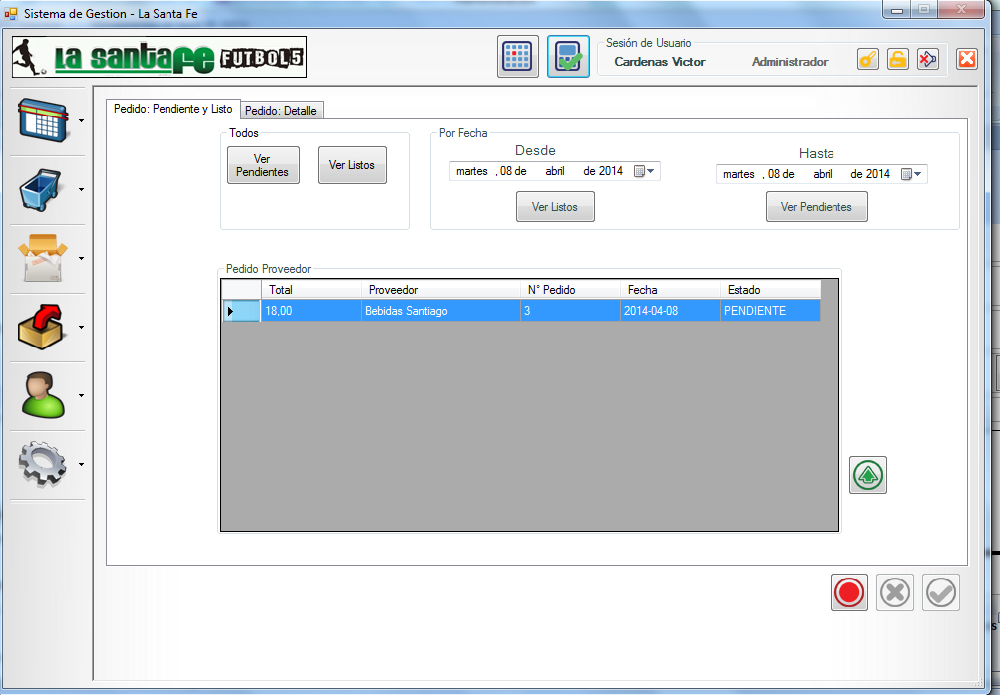 Sistema de Gestion - La Santa Fe
La santafe FUTBOL5
Sesión de Usuario
Cardenas Victor Administrador
Pedido: Pendiente y Listo Pedido: Detalle
Todos
Ver Pendientes
Ver Listos
Por Fecha
Desde
martes , 08 de abril de 2014
Ver Listos
Hasta
martes , 08 de abril de 2014
Ver Pendientes
Pedido Proveedor
Total Proveedor N° Pedido Fecha Estado
18,00 Bebidas Santiago 3 2014-04-08 PENDIENTE